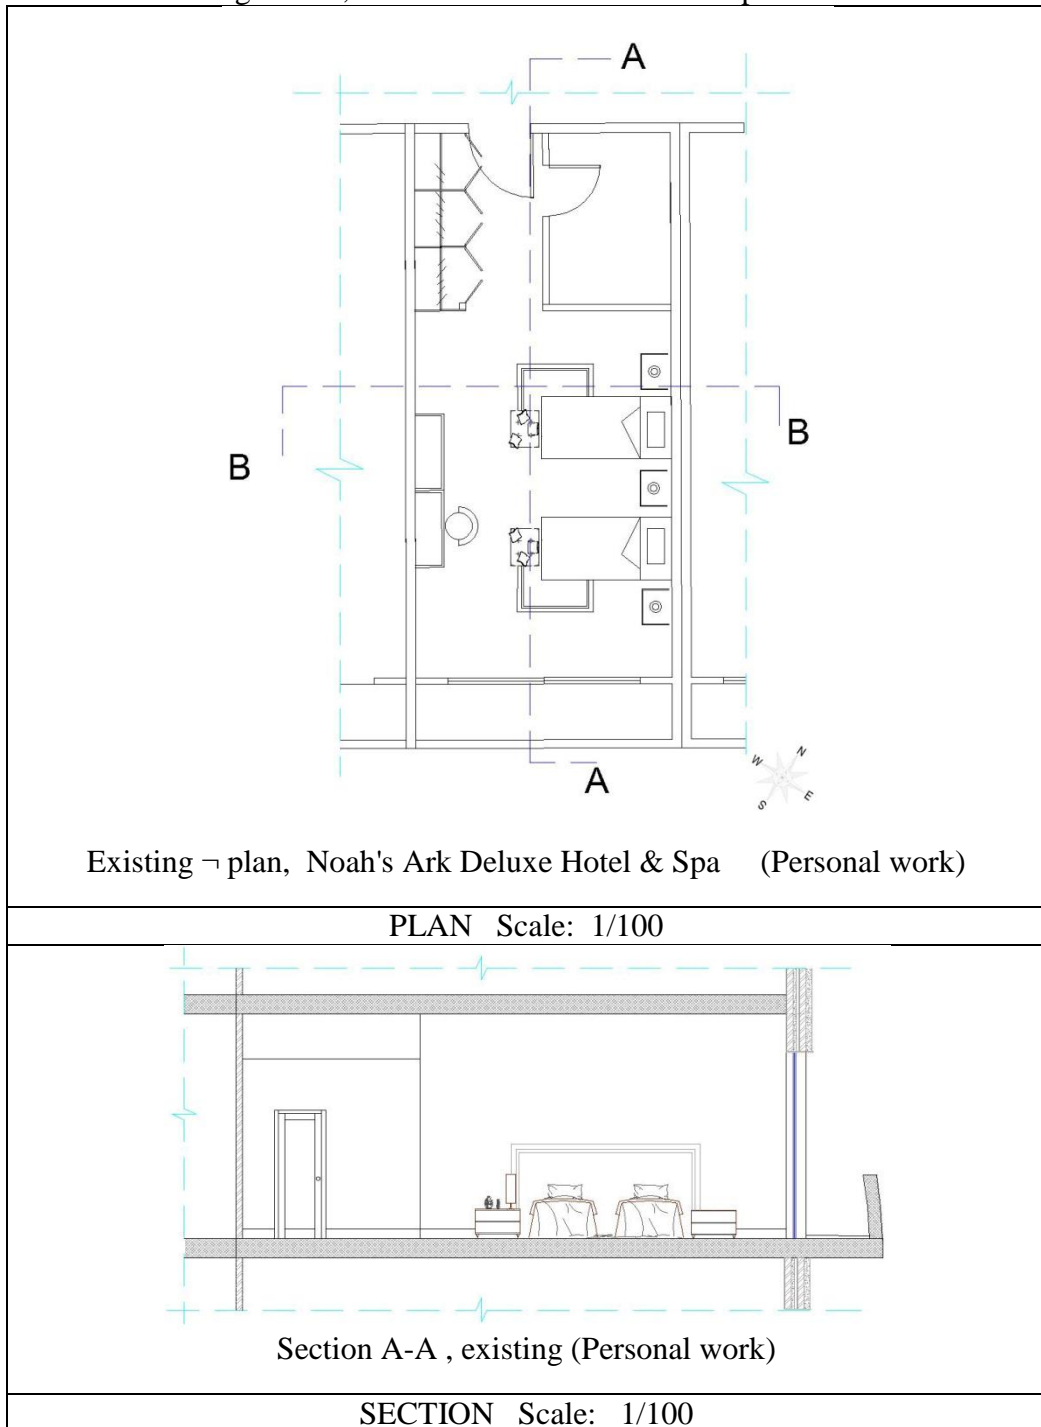 A
B
B
A
N
W
E
S
Existing ¬ plan, Noah's Ark Deluxe Hotel & Spa (Personal work)
PLAN Scale: 1/100
Section A-A , existing (Personal work)
SECTION Scale: 1/100